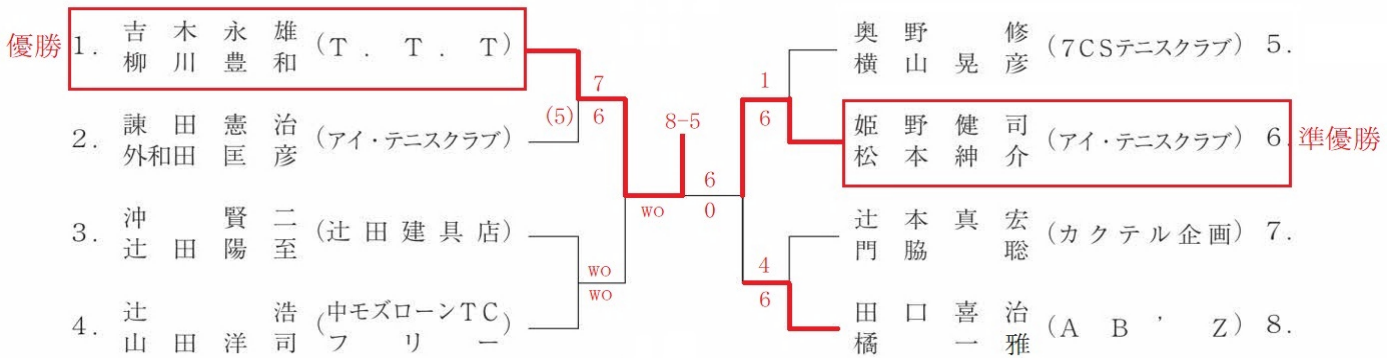 優勝
1. 吉木永雄 (T.T.T)
柳川豊和
2. 諌田憲治 (アイ・テニスクラブ)
外和田匡彦
3. 沖賢二 (辻田建具店)
辻田陽至
4. 辻浩 (中モズローンTC
山田洋司 フリー)
7
(5) 6
wo
wo
8-5
wo
6
0
1
6
4
6
奥野修 (7CSテニスクラブ) 5.
横山晃彦
姫野健司 (アイ・テニスクラブ) 6.
松本紳介
準優勝
辻本真宏 (カクテル企画) 7.
門脇聡
田口喜治 (AB'Z) 8.
橘一雅